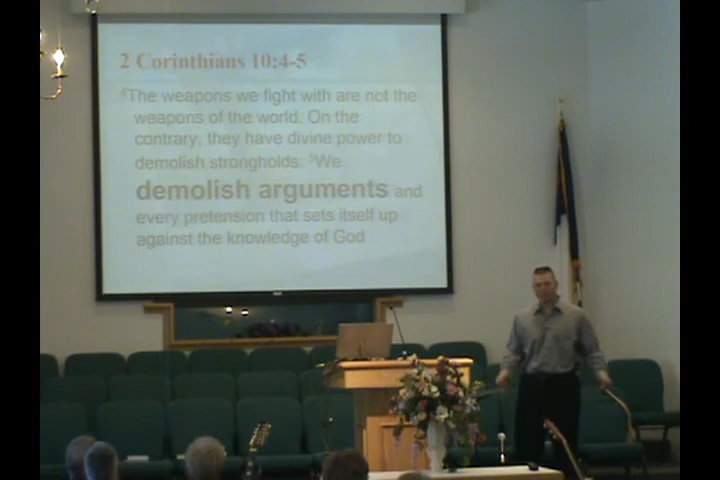 2 Corinthians 10:4-5
⁴The weapons we fight with are not the
weapons of the world. On the
contrary, they have divine power to
demolish strongholds. ⁵We
demolish arguments and
every pretension that sets itself up
against the knowledge of God